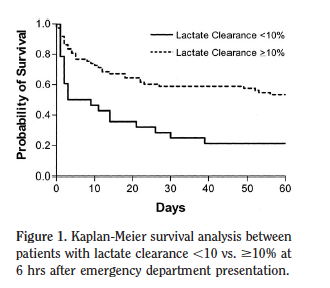 Probability of Survival
1.0
0.8
0.6
0.4
0.2
0.0
Lactate Clearance <10%
Lactate Clearance ≥10%
0 10 20 30 40 50 60
Days
Figure 1. Kaplan-Meier survival analysis between
patients with lactate clearance <10 vs. ≥10% at
6 hrs after emergency department presentation.